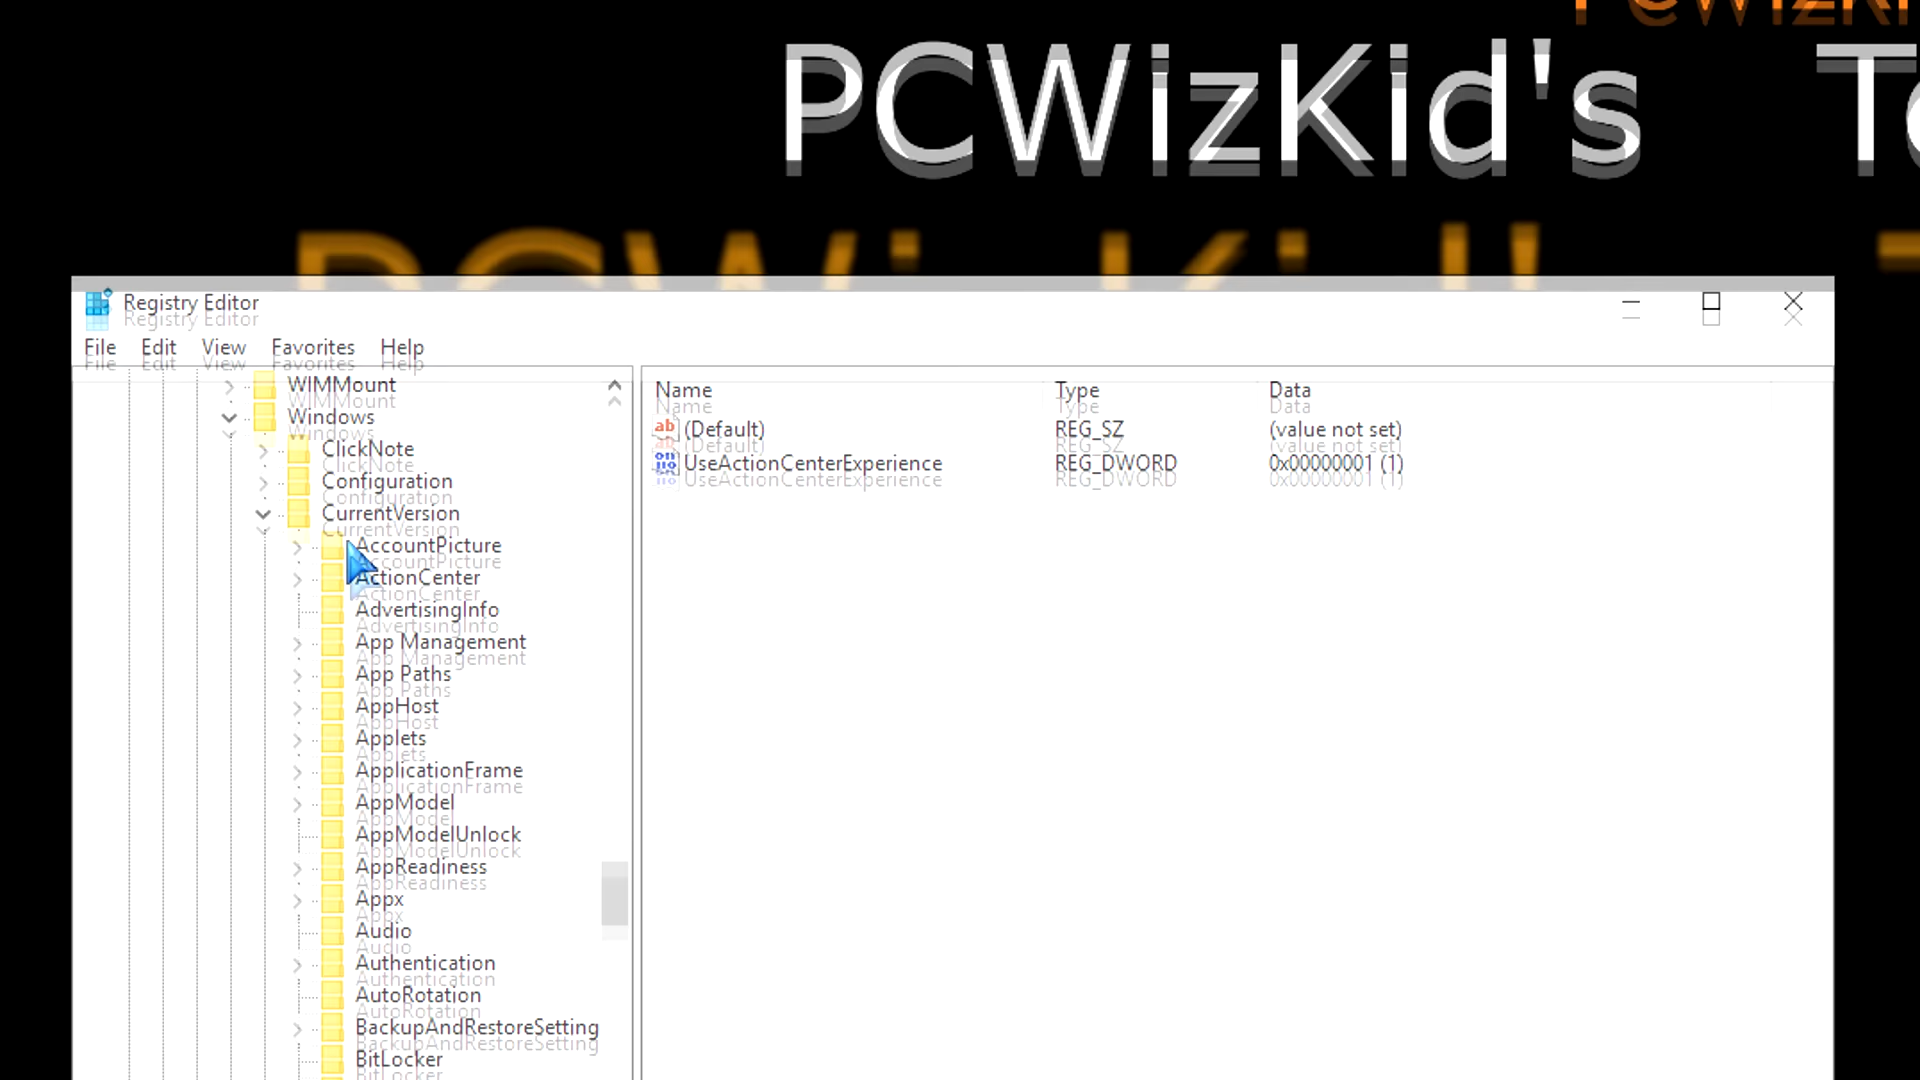 PCWizKid's
Registry Editor
File Edit View Favorites Help
WIMMount
Windows
ClickNote
Configuration
CurrentVersion
AccountPicture
ActionCenter
AdvertisingInfo
App Management
App Paths
AppHost
Applets
ApplicationFrame
AppModel
AppModelUnlock
AppReadiness
Appx
Audio
Authentication
AutoRotation
BackupAndRestoreSetting
BitLocker
Name Type Data
(Default) REG_SZ (value not set)
UseActionCenterExperience REG_DWORD 0x00000001 (1)